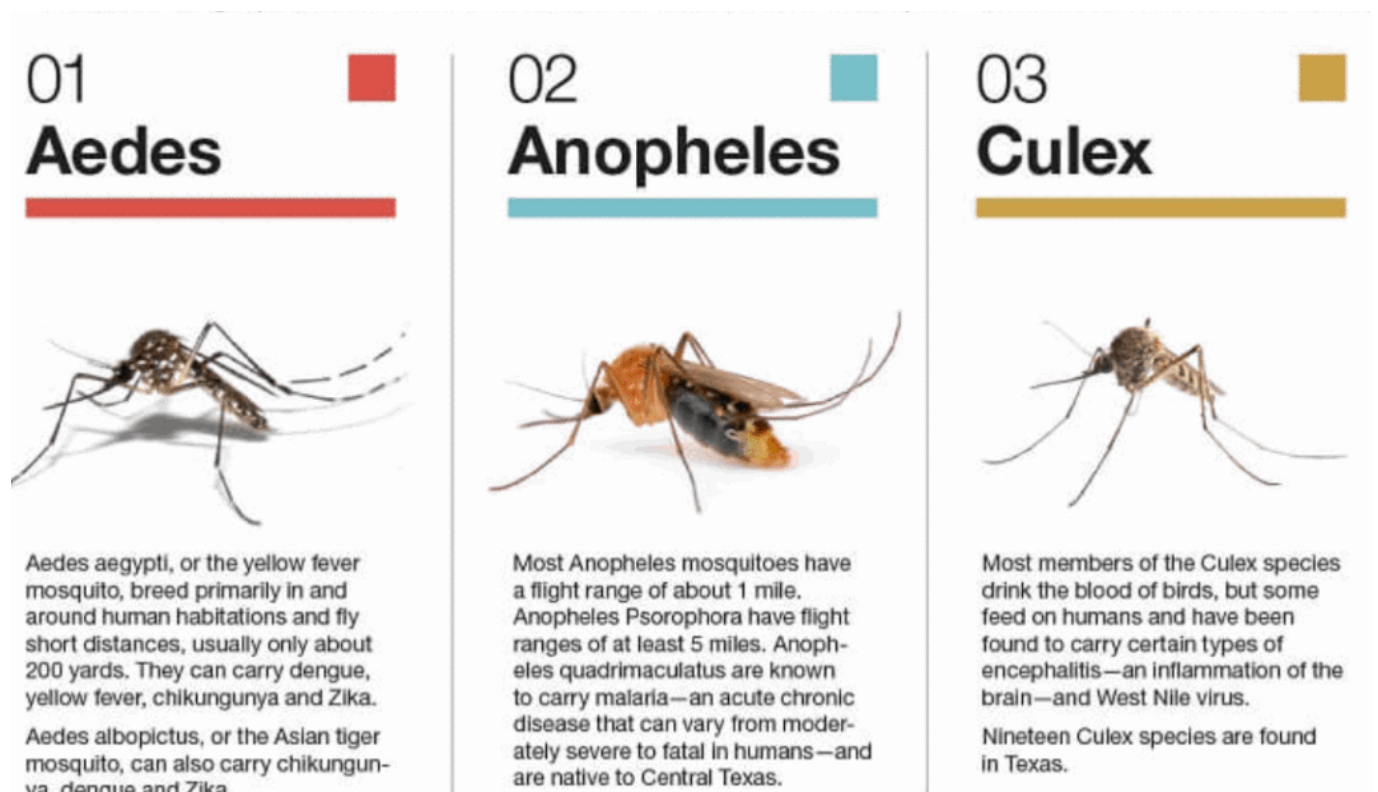 01
Aedes
Aedes aegypti, or the yellow fever
mosquito, breed primarily in and
around human habitations and fly
short distances, usually only about
200 yards. They can carry dengue,
yellow fever, chikungunya and Zika.
Aedes albopictus, or the Asian tiger
mosquito, can also carry chikungun-
ya, dengue and Zika.
02
Anopheles
Most Anopheles mosquitoes have
a flight range of about 1 mile.
Anopheles Psorophora have flight
ranges of at least 5 miles. Anoph-
eles quadrimaculatus are known
to carry malaria—an acute chronic
disease that can vary from moder-
ately severe to fatal in humans—and
are native to Central Texas.
03
Culex
Most members of the Culex species
drink the blood of birds, but some
feed on humans and have been
found to carry certain types of
encephalitis—an inflammation of the
brain—and West Nile virus.
Nineteen Culex species are found
in Texas.